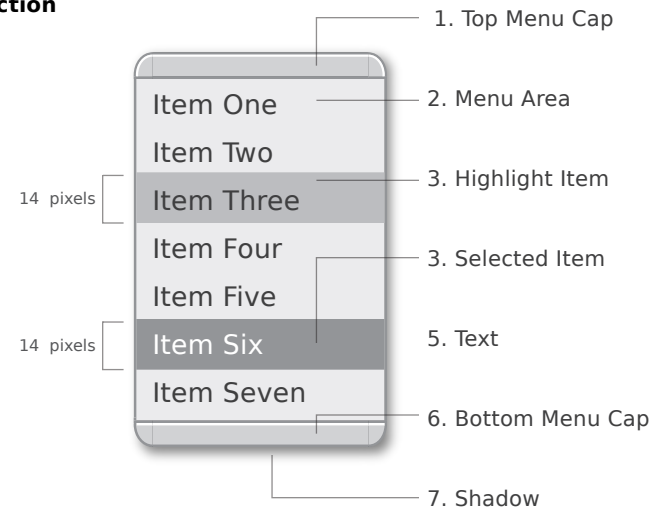 ction
1. Top Menu Cap
Item One
2. Menu Area
Item Two
14 pixels
Item Three
3. Highlight Item
Item Four
3. Selected Item
Item Five
14 pixels
Item Six
5. Text
Item Seven
6. Bottom Menu Cap
7. Shadow